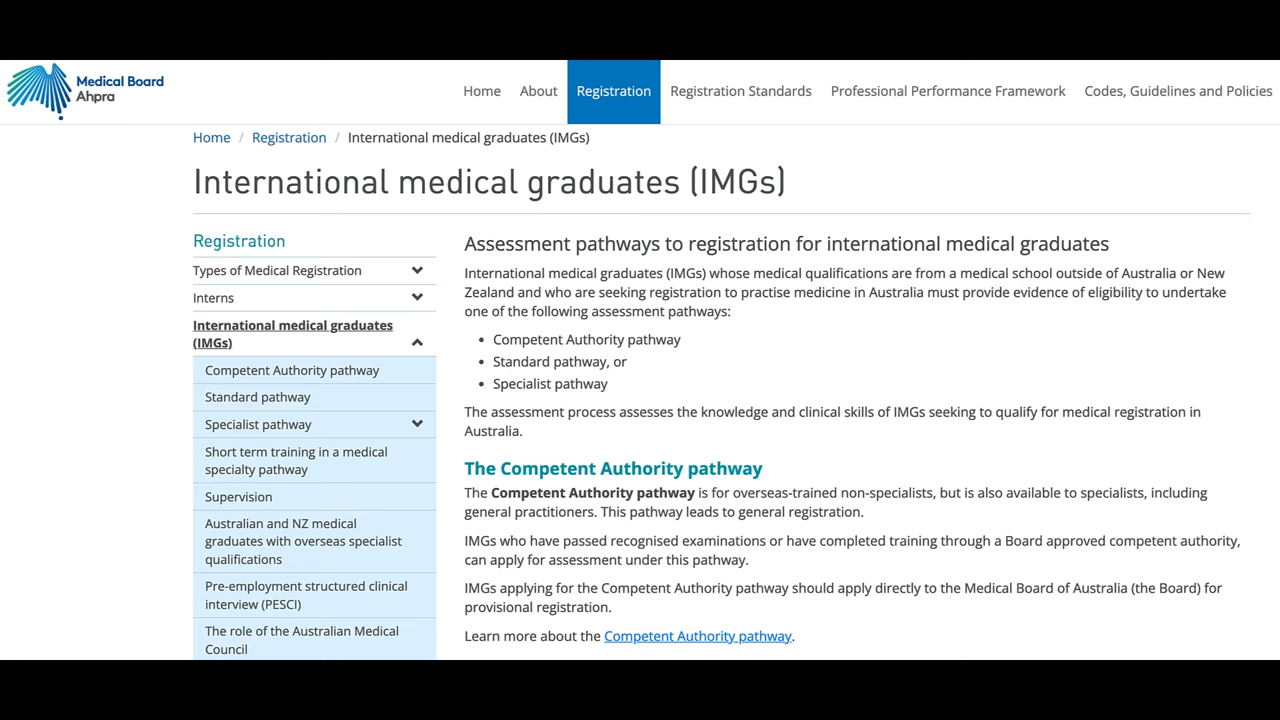 Medical Board
Ahpra
Home
About
Registration
Registration Standards
Professional Performance Framework
Codes, Guidelines and Policies
Home / Registration / International medical graduates (IMGs)
International medical graduates (IMGs)
Registration
Types of Medical Registration
Interns
International medical graduates
(IMGs)
Competent Authority pathway
Standard pathway
Specialist pathway
Short term training in a medical
specialty pathway
Supervision
Australian and NZ medical
graduates with overseas specialist
qualifications
Pre-employment structured clinical
interview (PESCI)
The role of the Australian Medical
Council
Assessment pathways to registration for international medical graduates
International medical graduates (IMGs) whose medical qualifications are from a medical school outside of Australia or New
Zealand and who are seeking registration to practise medicine in Australia must provide evidence of eligibility to undertake
one of the following assessment pathways:
• Competent Authority pathway
• Standard pathway, or
• Specialist pathway
The assessment process assesses the knowledge and clinical skills of IMGs seeking to qualify for medical registration in
Australia.
The Competent Authority pathway
The Competent Authority pathway is for overseas-trained non-specialists, but is also available to specialists, including
general practitioners. This pathway leads to general registration.
IMGs who have passed recognised examinations or have completed training through a Board approved competent authority,
can apply for assessment under this pathway.
IMGs applying for the Competent Authority pathway should apply directly to the Medical Board of Australia (the Board) for
provisional registration.
Learn more about the Competent Authority pathway.